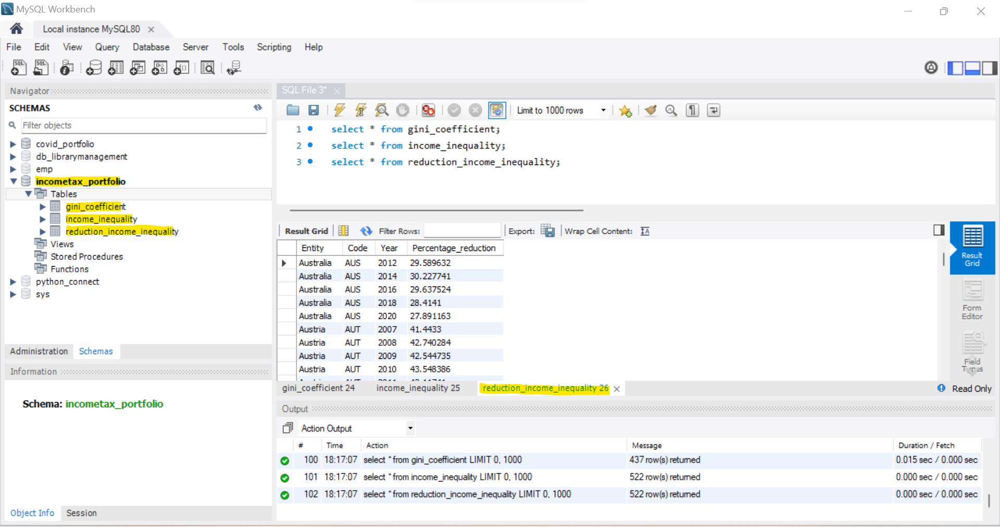 MySQL Workbench
Local instance MySQL80
File Edit View Query Database Server Tools Scripting Help
Navigator
SCHEMAS
Filter objects
covid_portfolio
db_librarymanagement
emp
incometax_portfolio
Tables
gini_coefficient
income_inequality
reduction_income_inequality
Views
Stored Procedures
Functions
python_connect
sys
Administration Schemas
Information
Schema: incometax_portfolio
Object Info Session
SQL File 3*
Limit to 1000 rows
1 select * from gini_coefficient;
2 select * from income_inequality;
3 select * from reduction_income_inequality;
Result Grid Filter Rows: Export: Wrap Cell Content:
Entity Code Year Percentage_reduction
Australia AUS 2012 29.589632
Australia AUS 2014 30.227741
Australia AUS 2016 29.637524
Australia AUS 2018 28.4141
Australia AUS 2020 27.891163
Austria AUT 2007 41.4433
Austria AUT 2008 42.740284
Austria AUT 2009 42.544735
Austria AUT 2010 43.548386
Result
Grid
Form
Editor
Field
Types
gini_coefficient 24 income_inequality 25 reduction_income_inequality 26 Read Only
Output
Action Output
# Time Action Message Duration / Fetch
100 18:17:07 select * from gini_coefficient LIMIT 0, 1000 437 row(s) returned 0.015 sec / 0.000 sec
101 18:17:07 select * from income_inequality LIMIT 0, 1000 522 row(s) returned 0.000 sec / 0.000 sec
102 18:17:07 select * from reduction_income_inequality LIMIT 0, 1000 522 row(s) returned 0.000 sec / 0.000 sec